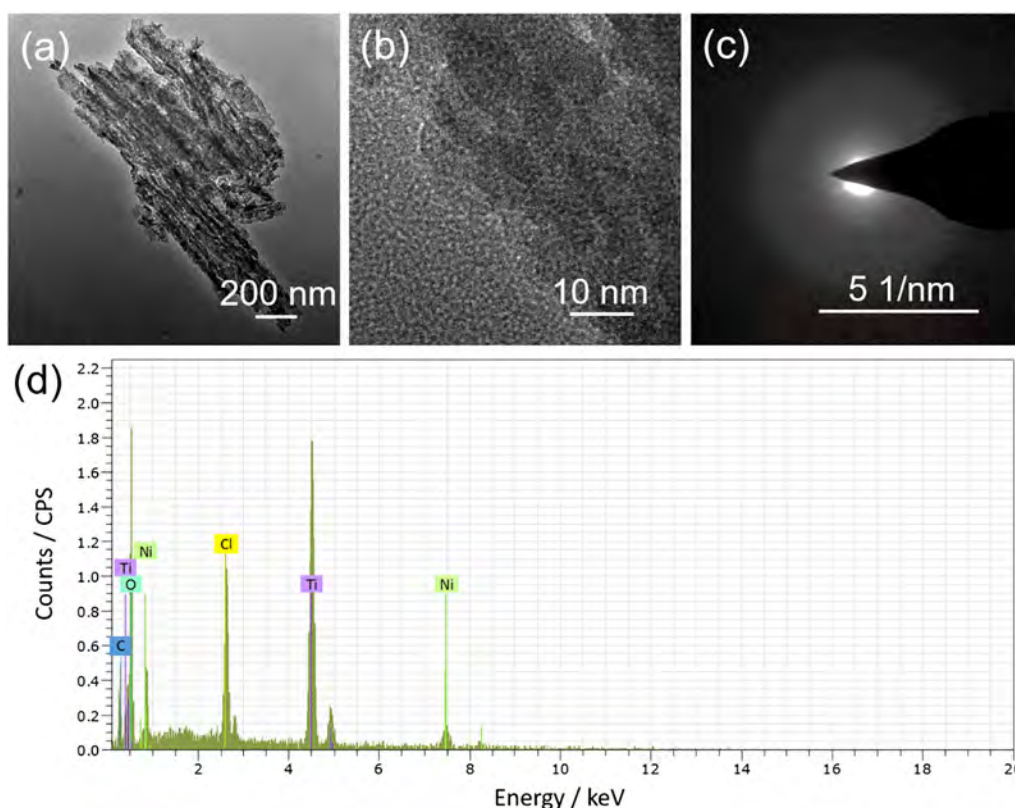 (a)
200 nm
(b)
10 nm
(c)
5 1/nm
(d)
Counts / CPS
2.2
2.0
1.8
1.6
1.4
1.2
1.0
0.8
0.6
0.4
0.2
0.0
C
Ti
O
Ni
Cl
Ti
Ni
2 4 6 8 10 12 14 16 18 20
Energy / keV